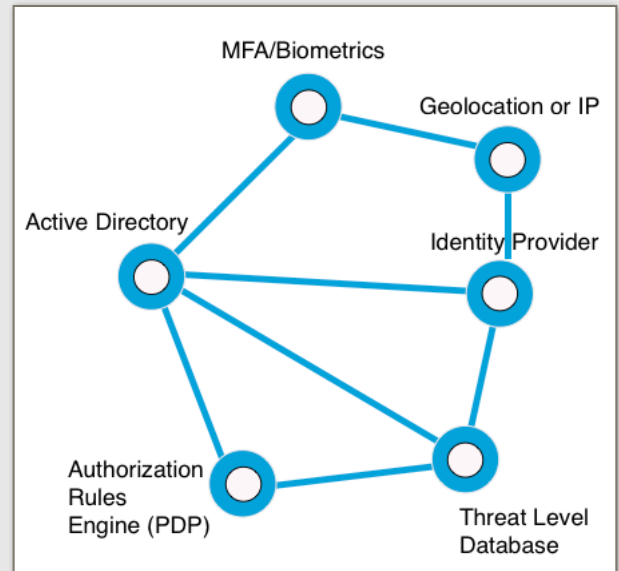 MFA/Biometrics
Geolocation or IP
Active Directory
Identity Provider
Authorization
Rules
Engine (PDP)
Threat Level
Database